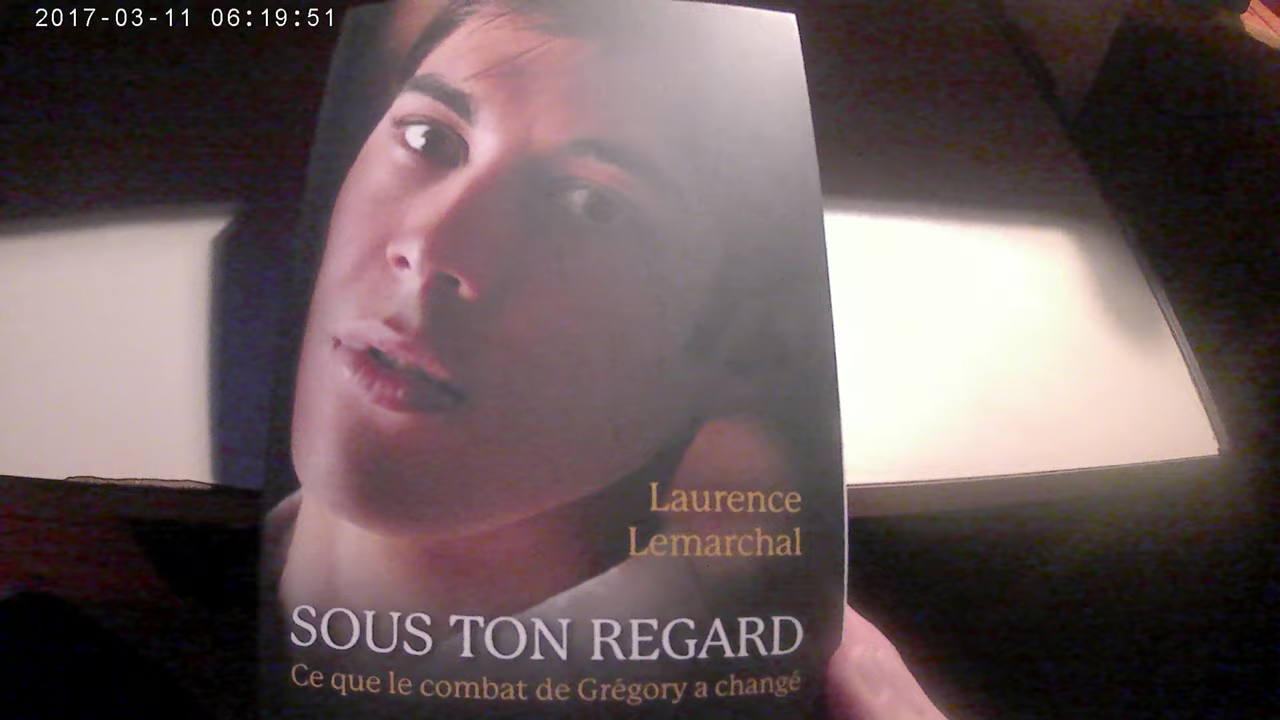 2017-03-11 06:19:51
Laurence
Lemarchal
SOUS TON REGARD
Ce que le combat de Grégory a changé